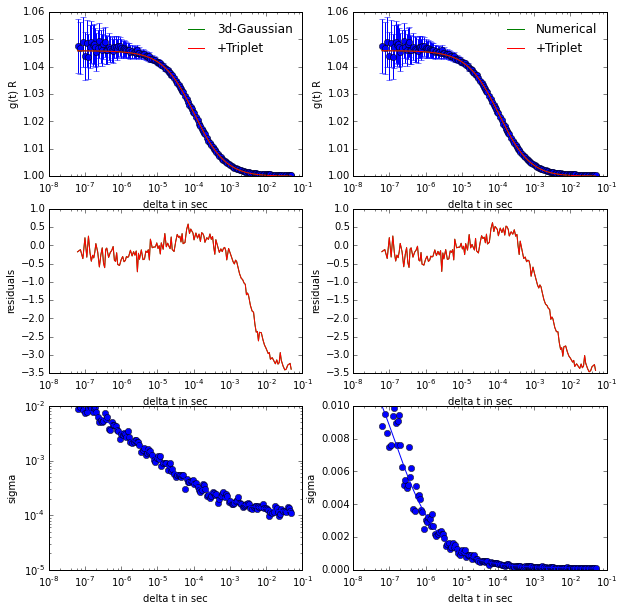 1.06
1.05
1.04
1.03
1.02
1.01
1.00
g(t) R
3d-Gaussian
+Triplet
10^-8 10^-7 10^-6 10^-5 10^-4 10^-3 10^-2 10^-1
delta t in sec
1.06
1.05
1.04
1.03
1.02
1.01
1.00
g(t) R
Numerical
+Triplet
10^-8 10^-7 10^-6 10^-5 10^-4 10^-3 10^-2 10^-1
delta t in sec
1.0
0.5
0.0
−0.5
−1.0
−1.5
−2.0
−2.5
−3.0
−3.5
residuals
10^-8 10^-7 10^-6 10^-5 10^-4 10^-3 10^-2 10^-1
delta t in sec
1.0
0.5
0.0
−0.5
−1.0
−1.5
−2.0
−2.5
−3.0
−3.5
residuals
10^-8 10^-7 10^-6 10^-5 10^-4 10^-3 10^-2 10^-1
delta t in sec
10^-2
10^-3
10^-4
10^-5
sigma
10^-8 10^-7 10^-6 10^-5 10^-4 10^-3 10^-2 10^-1
delta t in sec
0.010
0.008
0.006
0.004
0.002
0.000
sigma
10^-8 10^-7 10^-6 10^-5 10^-4 10^-3 10^-2 10^-1
delta t in sec